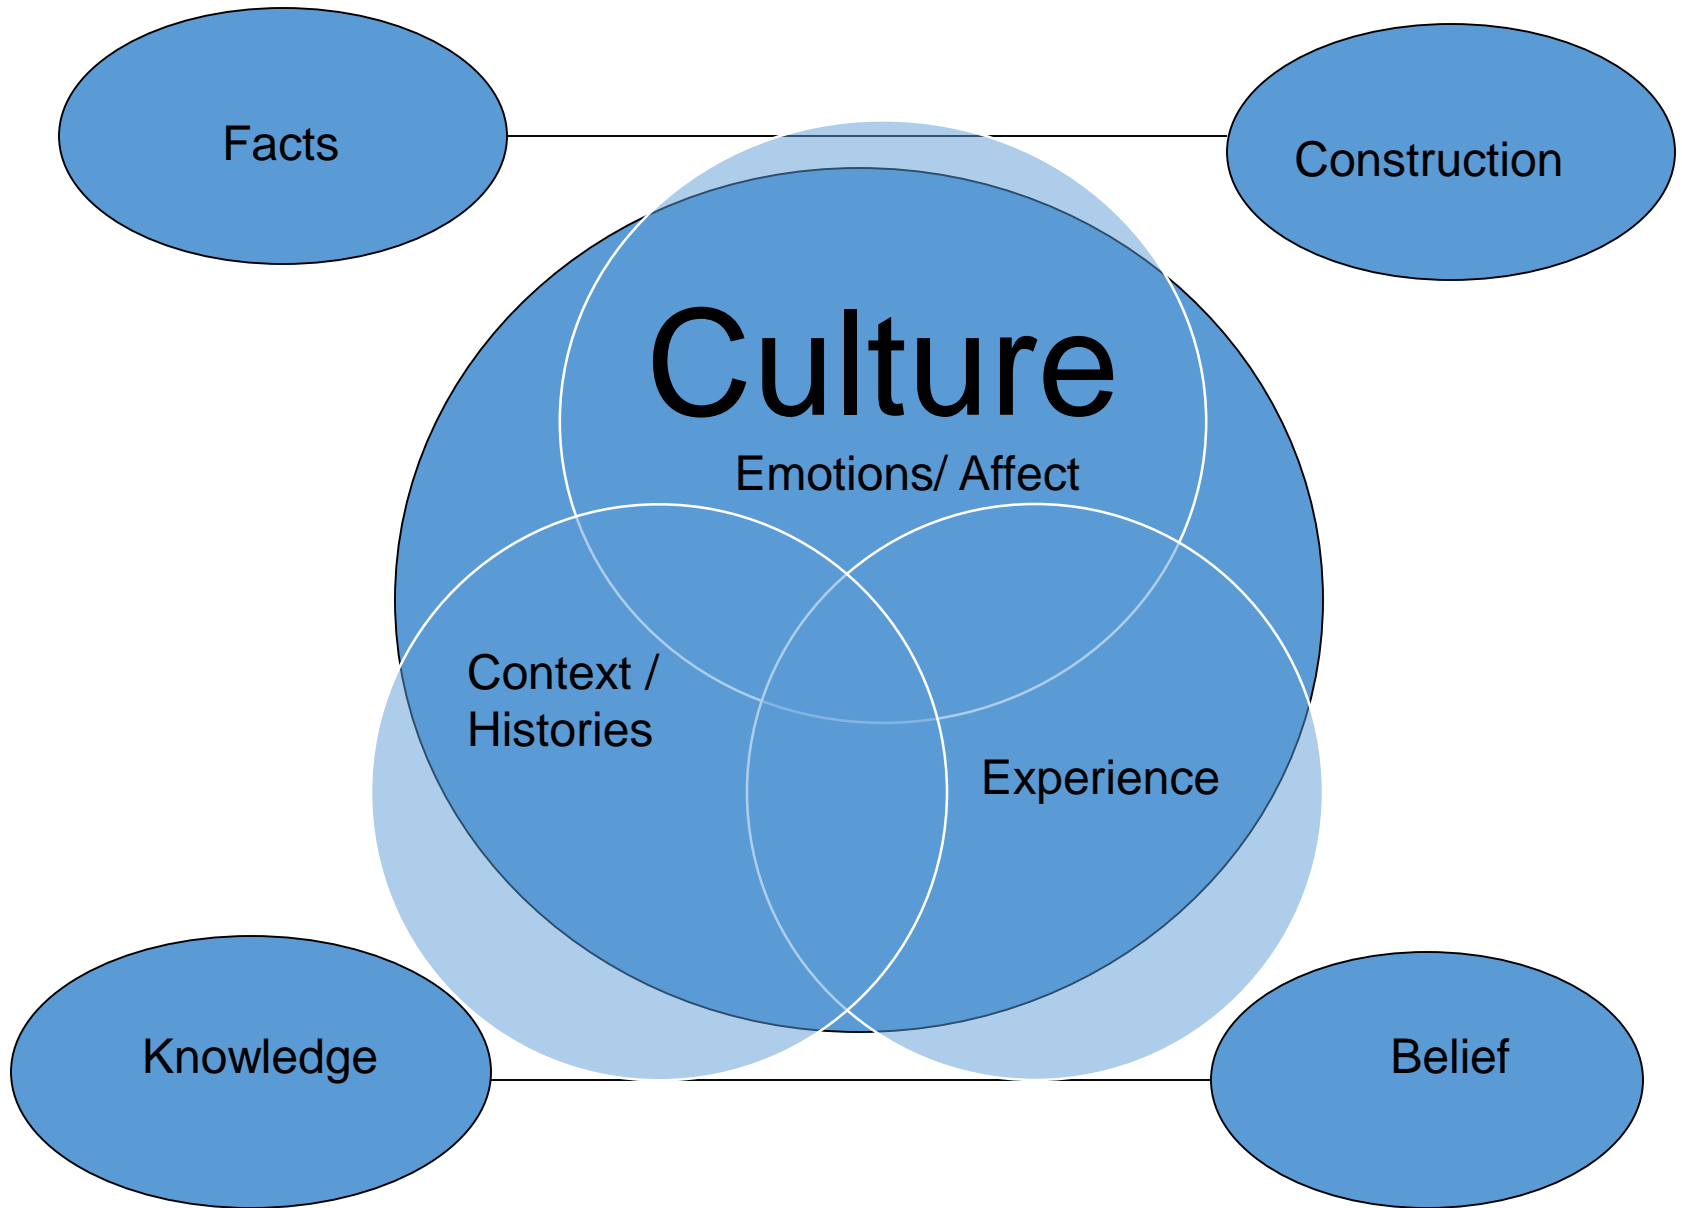 Facts
Construction
Culture
Emotions/ Affect
Context /
Histories
Experience
Knowledge
Belief